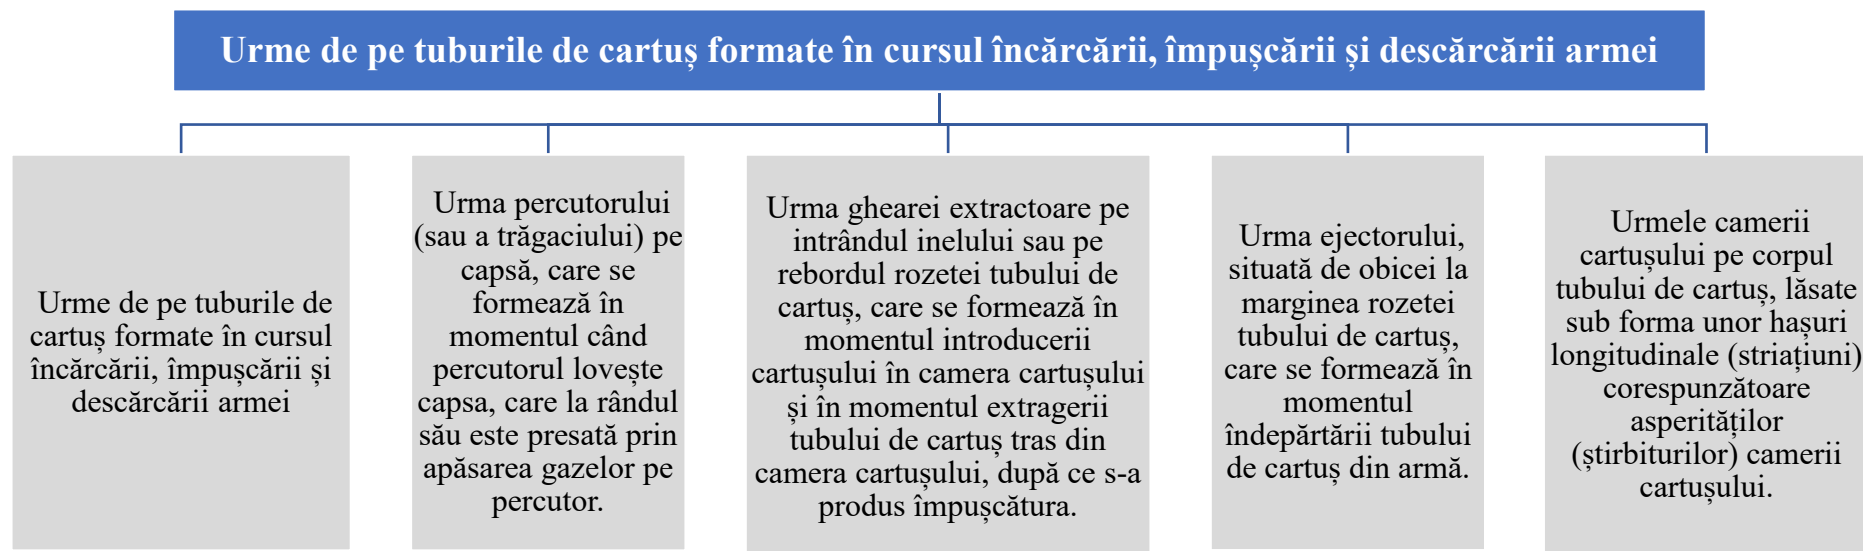 Urme de pe tuburile de cartuș formate în cursul încărcării, împușcării și descărcării armei
Urme de pe tuburile de
cartuș formate în cursul
încărcării, împușcării și
descărcării armei
Urma percutorului
(sau a trăgaciului) pe
capsă, care se
formează în
momentul când
percutorul lovește
capsa, care la rândul
său este presată prin
apăsarea gazelor pe
percutor.
Urma ghearei extractoare pe
intrândul inelului sau pe
rebordul rozetei tubului de
cartuș, care se formează în
momentul introducerii
cartușului în camera cartușului
și în momentul extragerii
tubului de cartuș tras din
camera cartușului, după ce s-a
produs împușcătura.
Urma ejectorului,
situată de obicei la
marginea rozetei
tubului de cartuș,
care se formează în
momentul
îndepărtării tubului
de cartuș din armă.
Urmele camerii
cartușului pe corpul
tubului de cartuș, lăsate
sub forma unor hașuri
longitudinale (striațiuni)
corespunzătoare
asperităților
(știrbiturilor) camerii
cartușului.